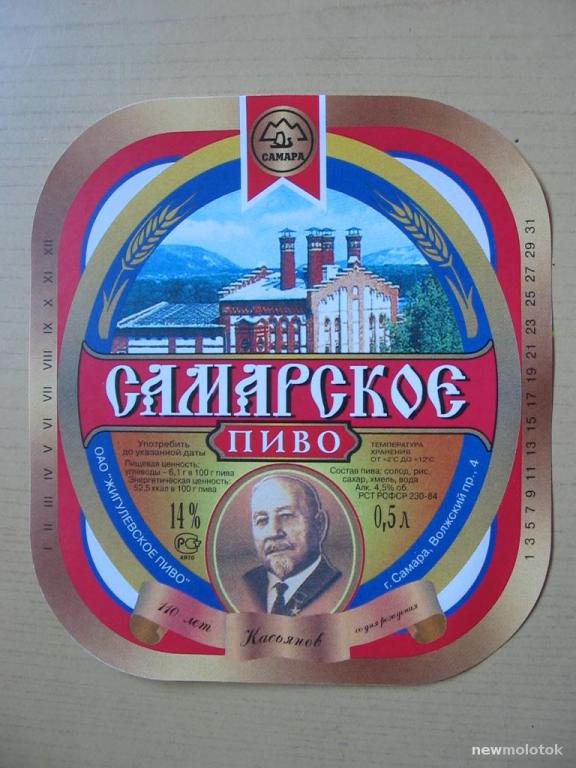 САМАРА
I II III IV V VI VII VIII IX X XI XII
1 3 5 7 9 11 13 15 17 19 21 23 25 27 29 31
САМАРСКОЕ
ПИВО
Употребить
до указанной даты
Пищевая ценность:
углеводы – 6,1 г в 100 г пива
Энергетическая ценность:
52,5 ккал в 100 г пива
14%
РСТ
ТЕМПЕРАТУРА
ХРАНЕНИЯ
ОТ +2°С ДО +12°С
Состав пива: солод, рис,
сахар, хмель, вода
Алк. 4,5% об.
РСТ РСФСР 230-84
0,5 л
ОАО "ЖИГУЛЕВСКОЕ ПИВО"
г. Самара, Волжский пр., 4
110 лет
Касьянов
со дня рождения
newmolotok